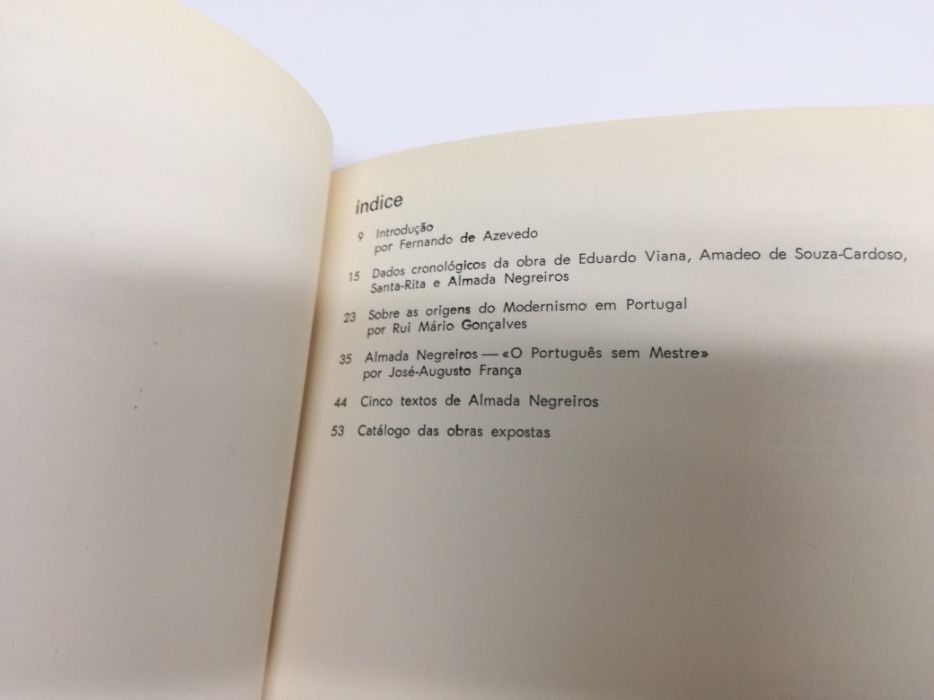 índice
9 Introdução
por Fernando de Azevedo
15 Dados cronológicos da obra de Eduardo Viana, Amadeo de Souza-Cardoso,
Santa-Rita e Almada Negreiros
23 Sobre as origens do Modernismo em Portugal
por Rui Mário Gonçalves
35 Almada Negreiros — «O Português sem Mestre»
por José-Augusto França
44 Cinco textos de Almada Negreiros
53 Catálogo das obras expostas